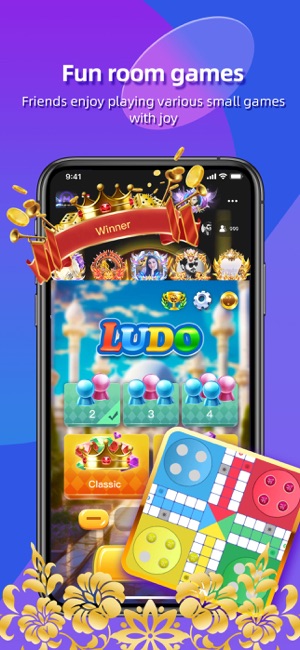 Fun room games
Friends enjoy playing various small games
with joy
9:41
Winner
999
LUDO
2
3
4
Classic